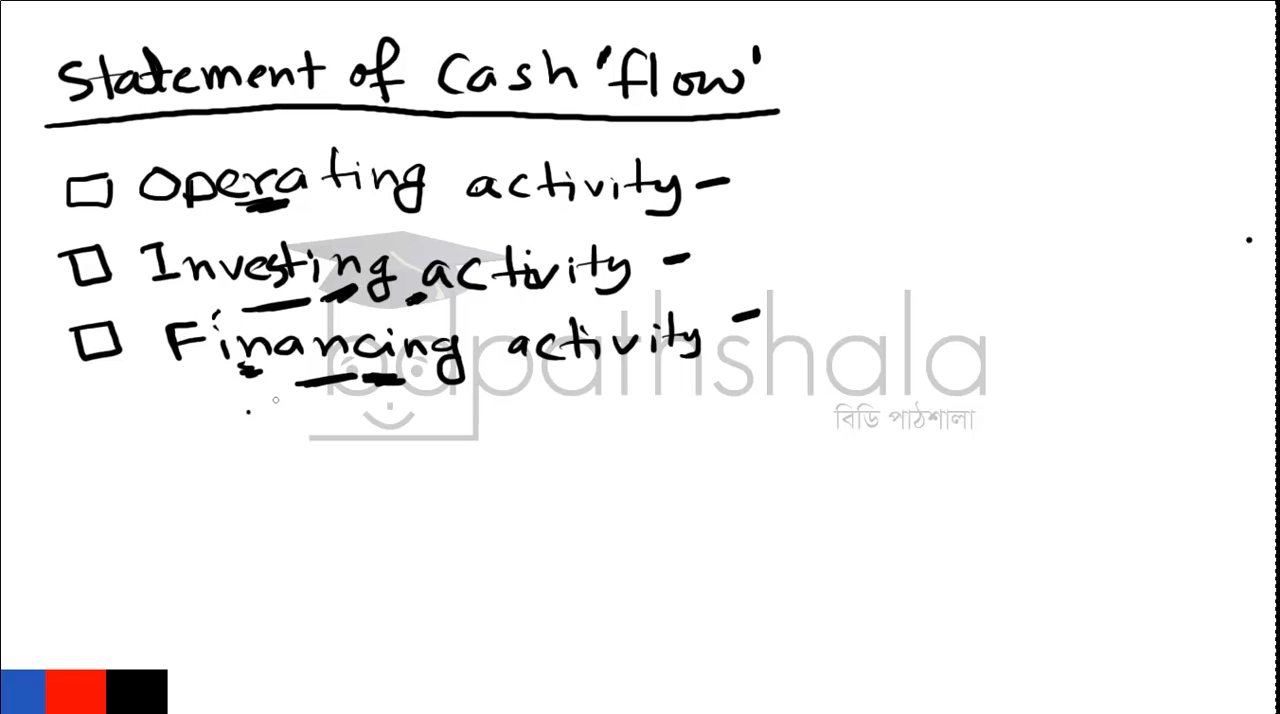 Statement of Cash 'flow'
Operating activity -
Investing activity -
Financing activity -
bdpathshala
বিডি পাঠশালা